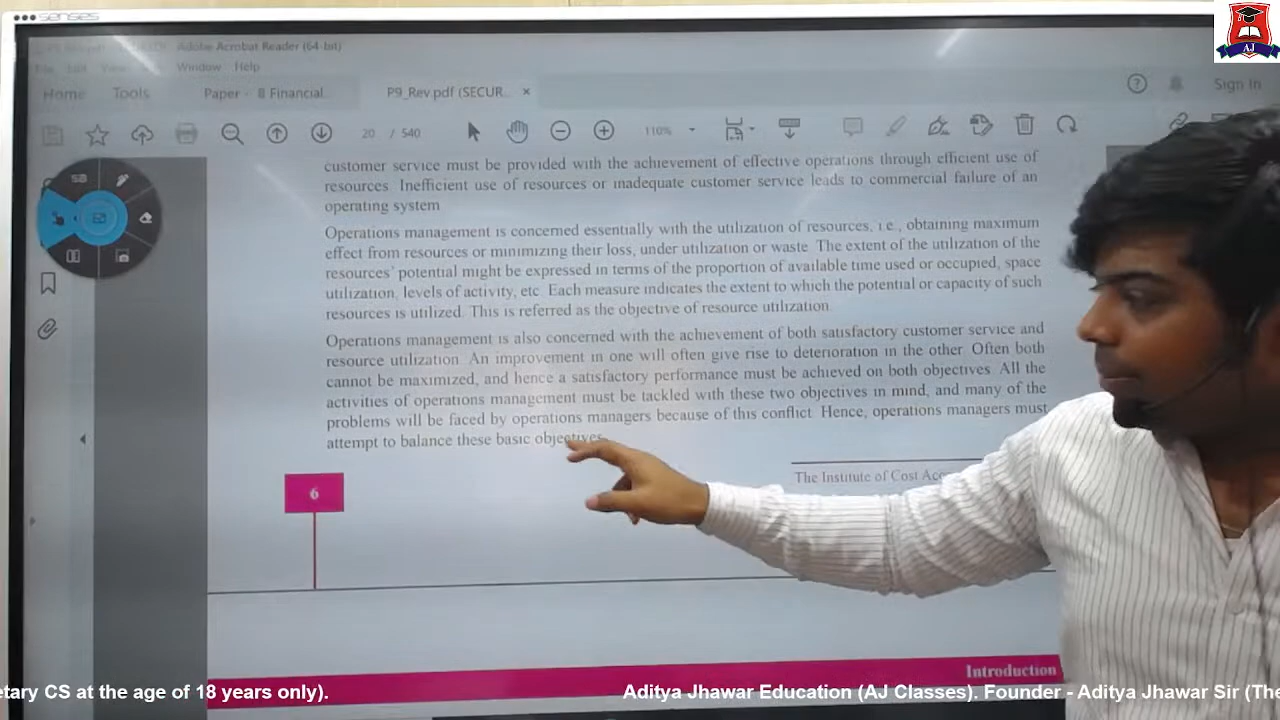 senses
Adobe Acrobat Reader (64-bit)
File Edit View Window Help
Home Tools Paper - 8 Financial P9_Rev.pdf (SECUR... × Sign In
20 / 540 110%
customer service must be provided with the achievement of effective operations through efficient use of
resources. Inefficient use of resources or inadequate customer service leads to commercial failure of an
operating system
Operations management is concerned essentially with the utilization of resources, i.e., obtaining maximum
effect from resources or minimizing their loss, under utilization or waste. The extent of the utilization of the
resources' potential might be expressed in terms of the proportion of available time used or occupied, space
utilization, levels of activity, etc. Each measure indicates the extent to which the potential or capacity of such
resources is utilized. This is referred as the objective of resource utilization.
Operations management is also concerned with the achievement of both satisfactory customer service and
resource utilization. An improvement in one will often give rise to deterioration in the other. Often both
cannot be maximized, and hence a satisfactory performance must be achieved on both objectives. All the
activities of operations management must be tackled with these two objectives in mind, and many of the
problems will be faced by operations managers because of this conflict. Hence, operations managers must
attempt to balance these basic objectives
The Institute of Cost Acc
6
Introduction
AJ
etary CS at the age of 18 years only). Aditya Jhawar Education (AJ Classes). Founder - Aditya Jhawar Sir (The